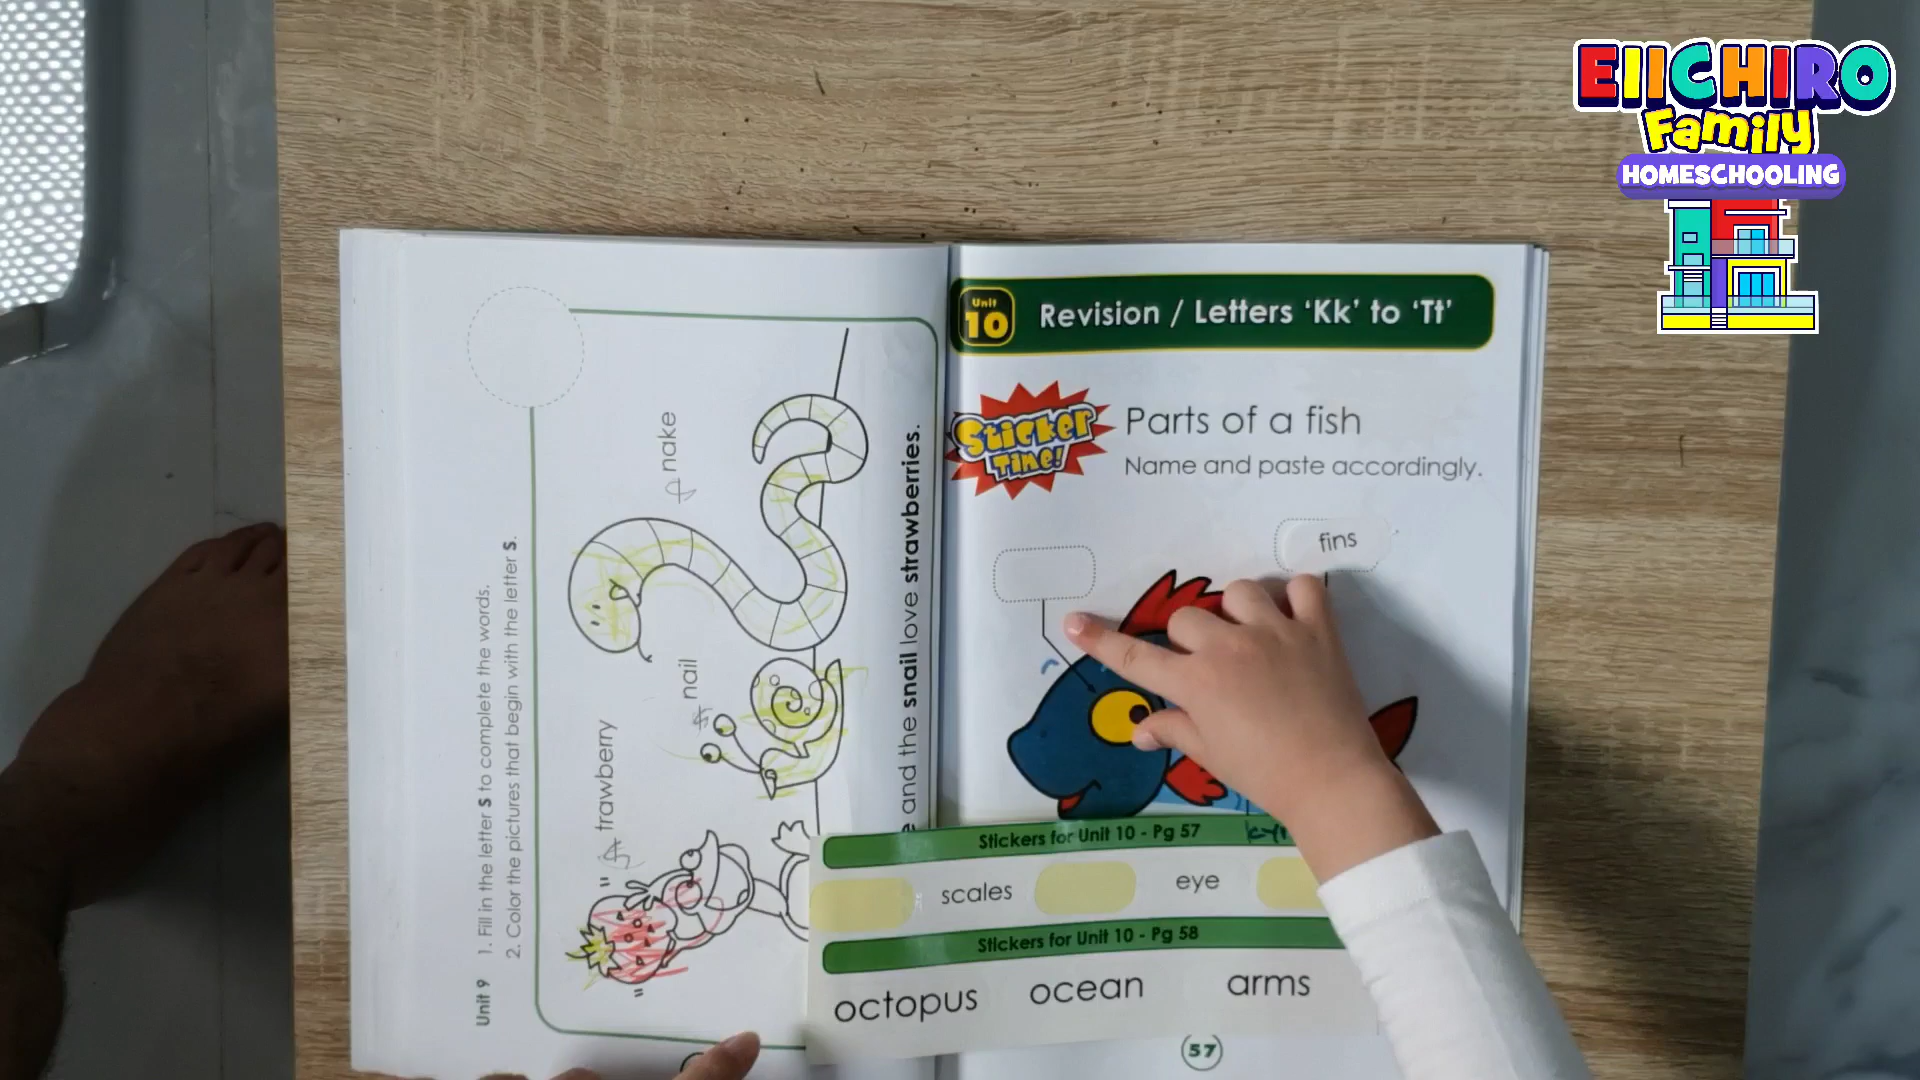 EIICHIRO
Family
HOMESCHOOLING
Unit 9
1. Fill in the letter s to complete the words.
2. Color the pictures that begin with the letter s.
s trawberry
s nail
s nake
and the snail love strawberries.
Unit
10
Revision / Letters ‘Kk’ to ‘Tt’
Sticker
Time!
Parts of a fish
Name and paste accordingly.
fins
Stickers for Unit 10 - Pg 57
scales
eye
Stickers for Unit 10 - Pg 58
octopus
ocean
arms
57